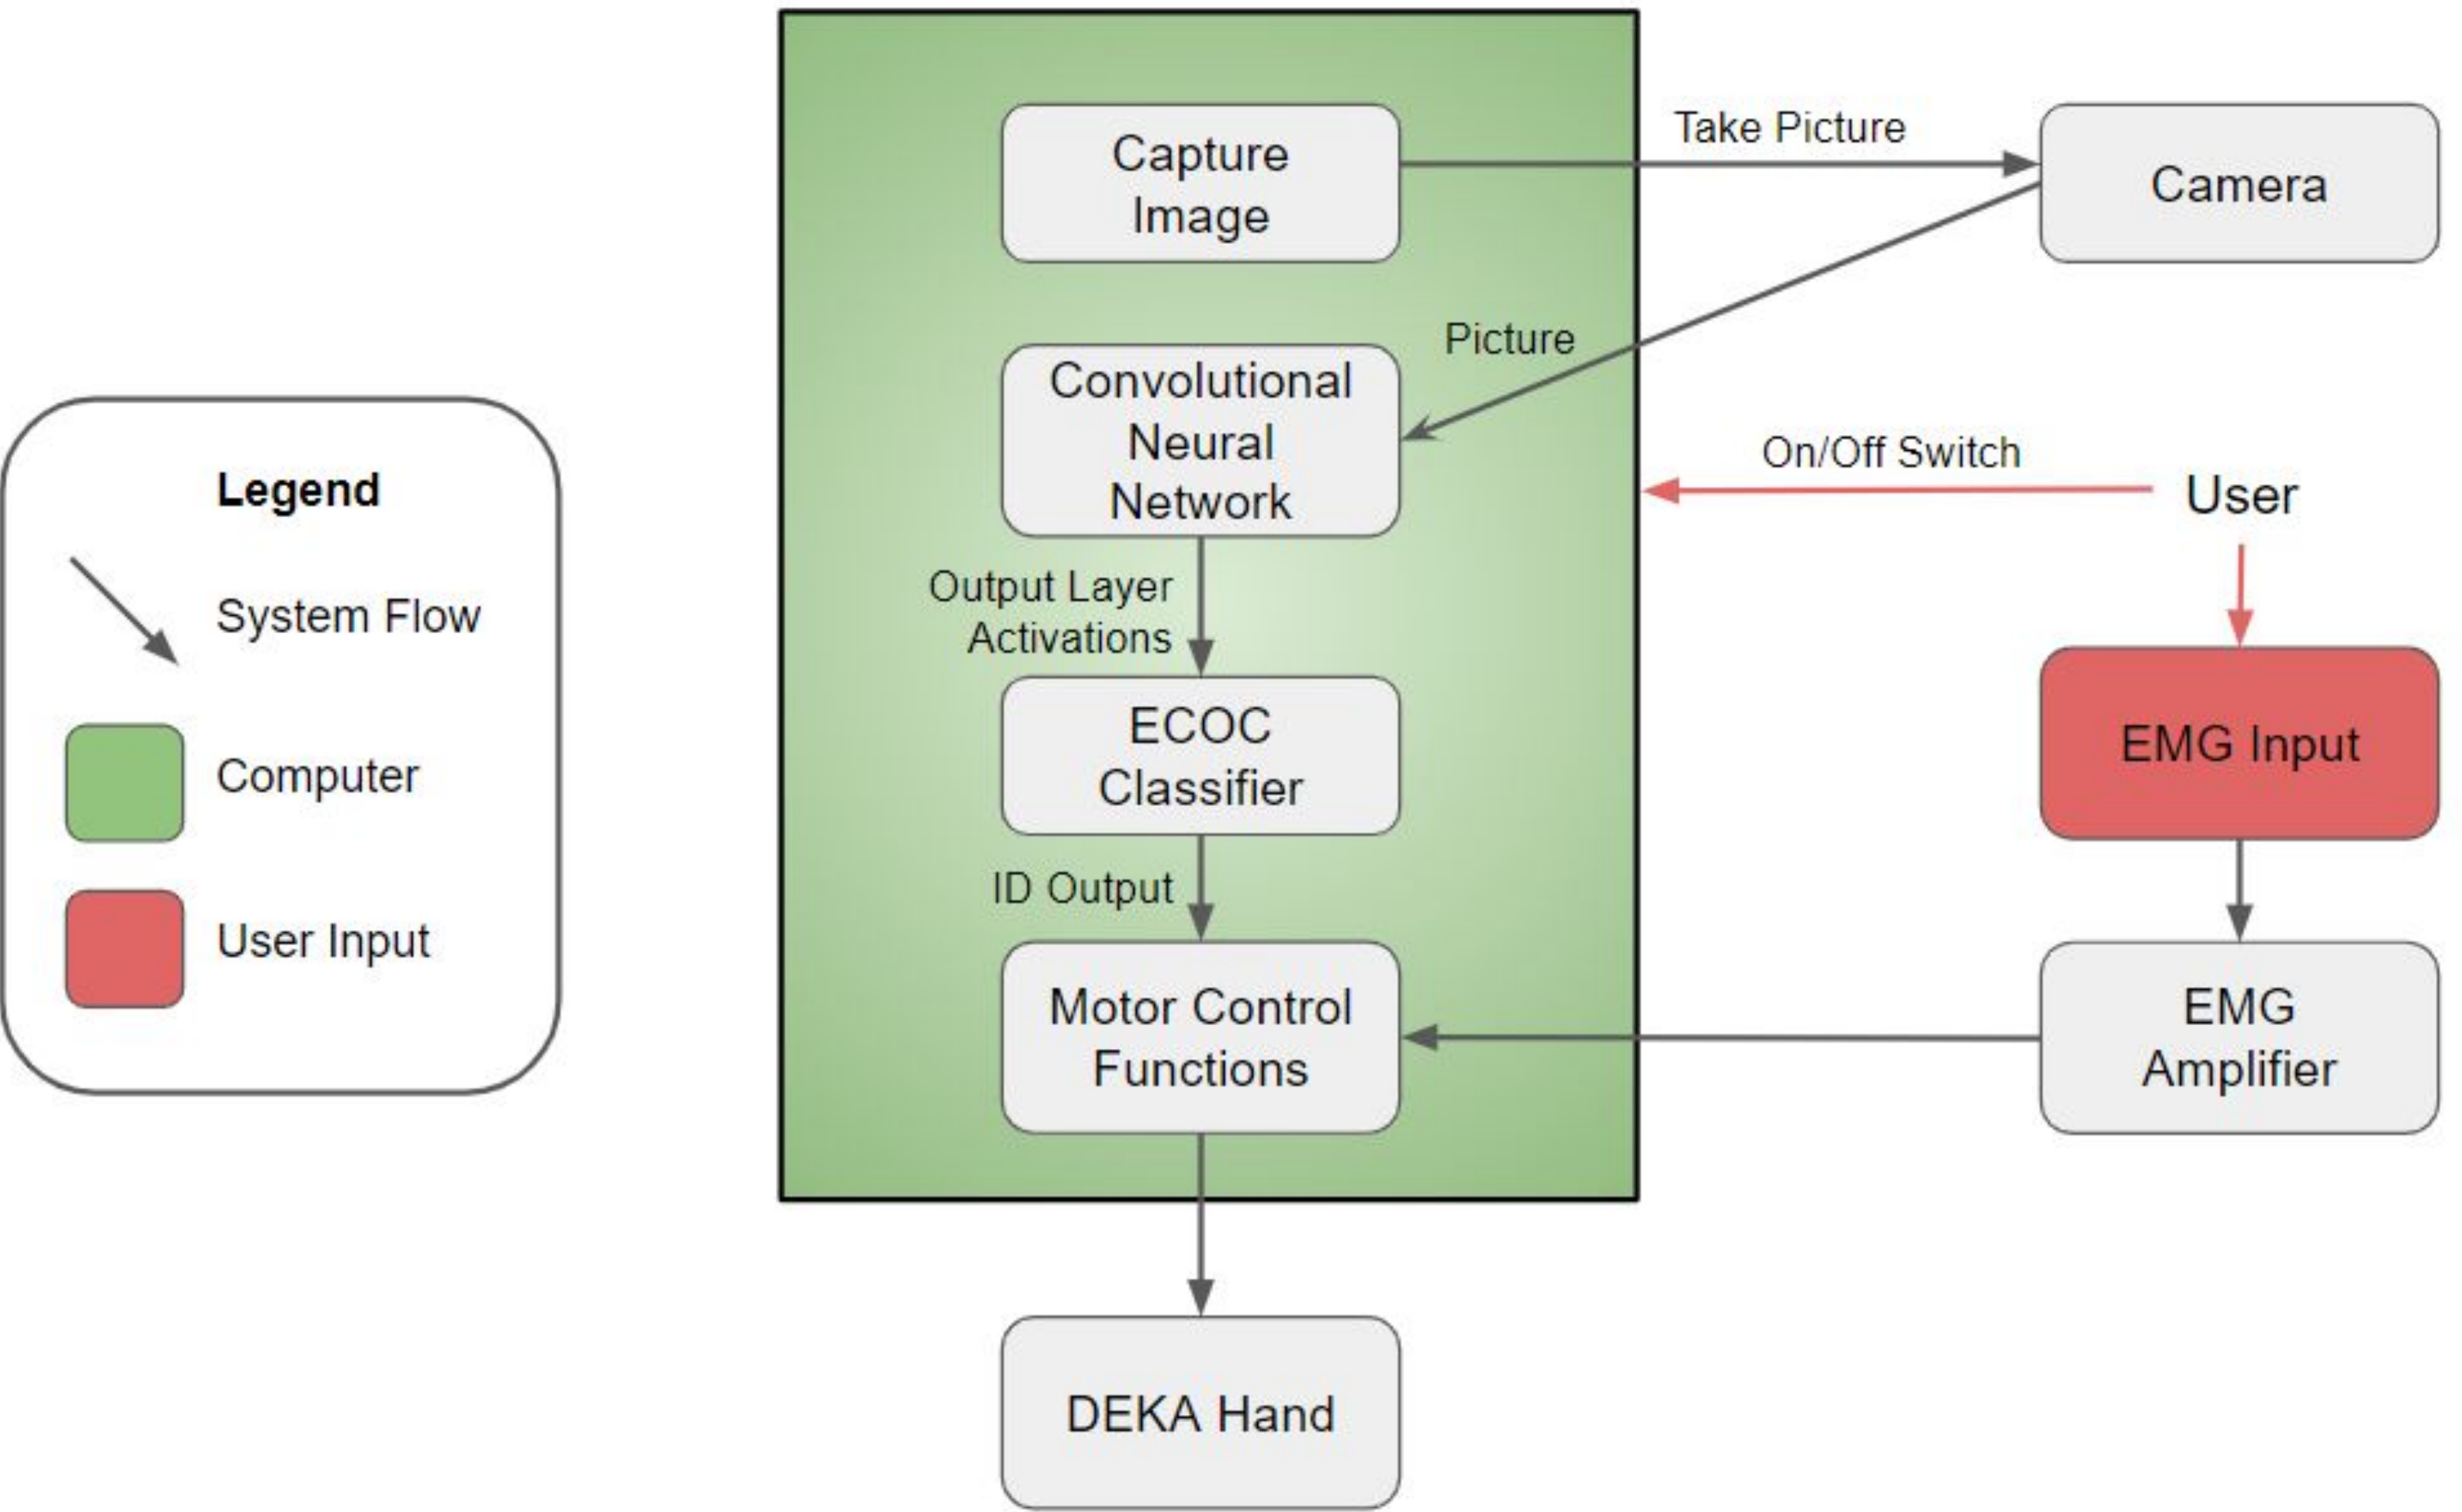 Capture
Image
Take Picture
Camera
Picture
Convolutional
Neural
Network
On/Off Switch
User
Legend
System Flow
Computer
User Input
Output Layer
Activations
ECOC
Classifier
EMG Input
ID Output
Motor Control
Functions
EMG
Amplifier
DEKA Hand